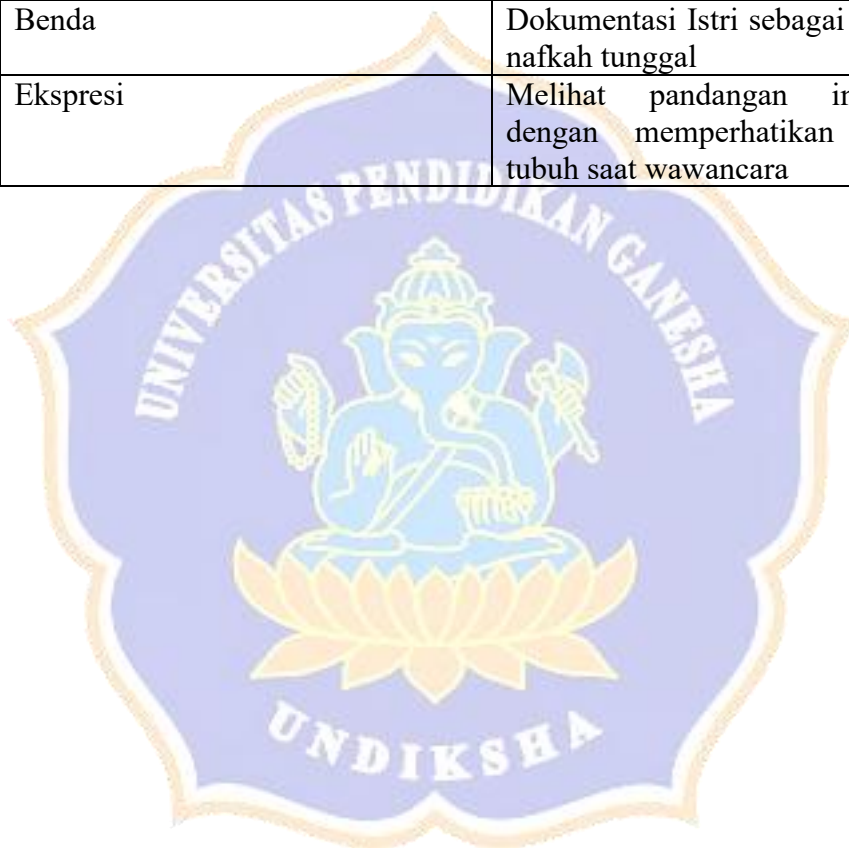 Benda
Dokumentasi Istri sebagai
nafkah tunggal
Ekspresi
Melihat pandangan
dengan memperhatikan
tubuh saat wawancara
UNIVERSITAS PENDIDIKAN GANESHA
UNDIKSHA